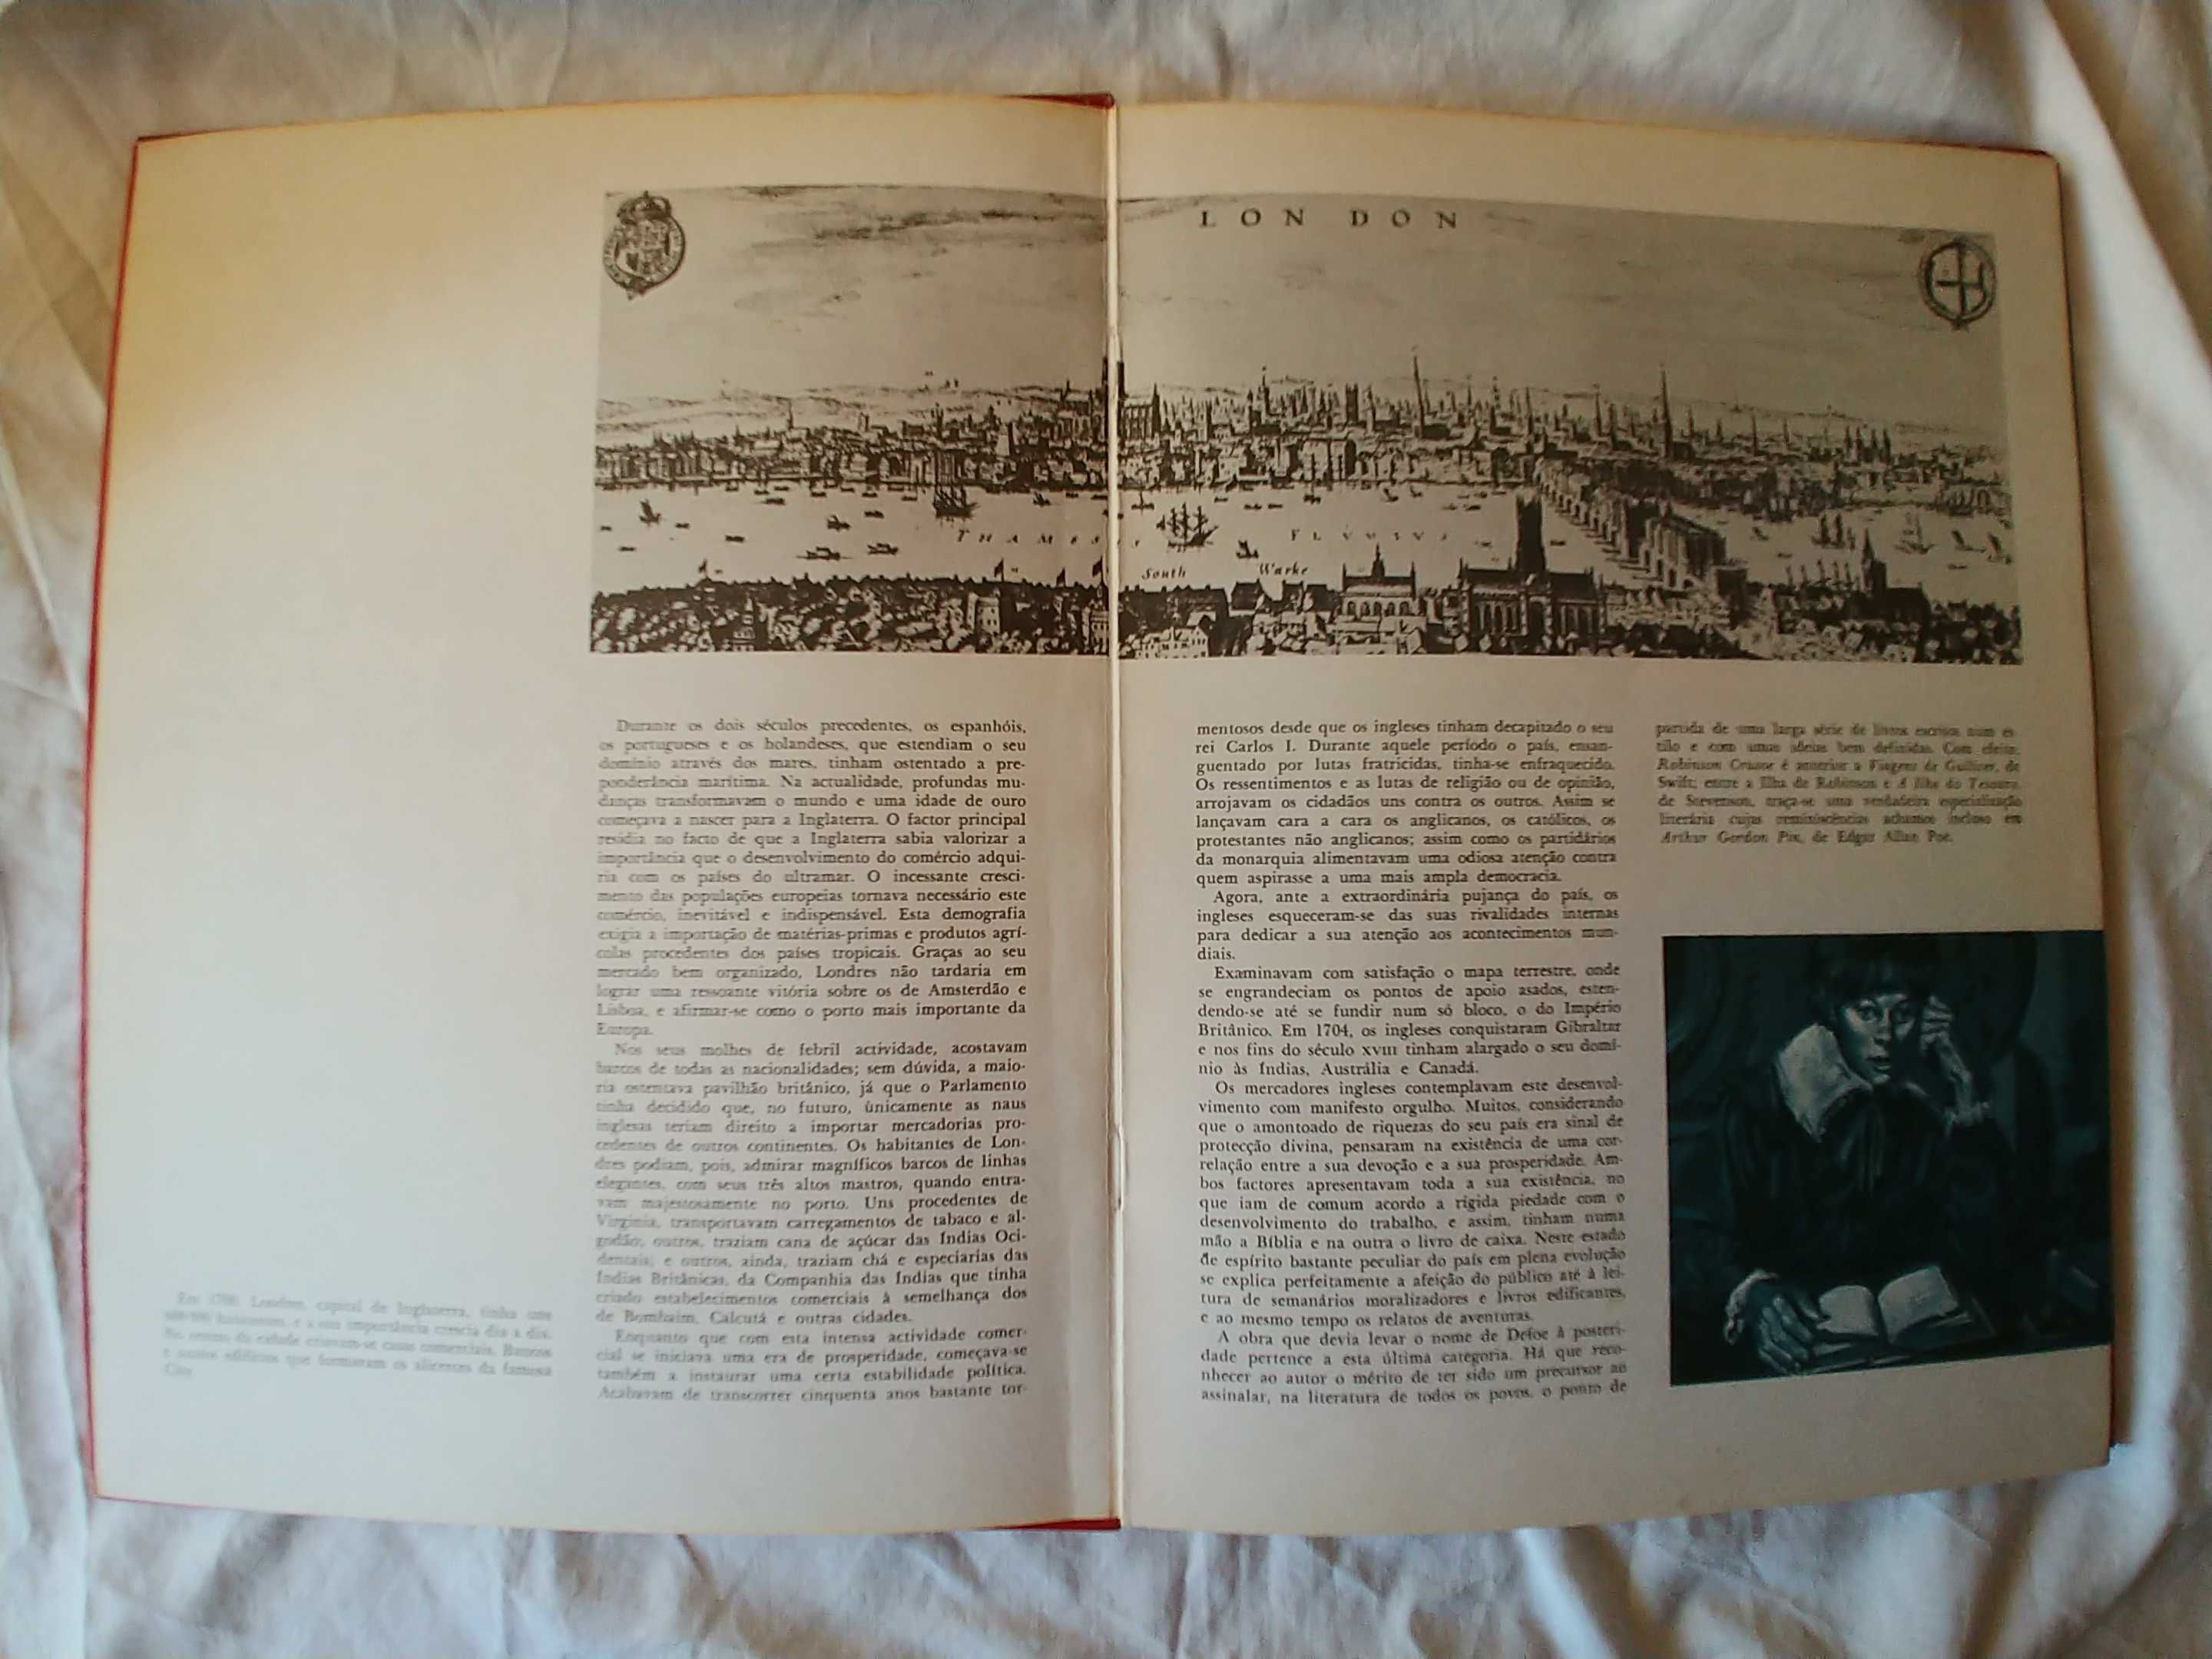 LONDON
THAMESIS FLUVIUS
South Warke
Durante os dois séculos precedentes, os espanhóis,
os portugueses e os holandeses, que estendiam o seu
domínio através dos mares, tinham ostentado a pre-
ponderância marítima. Na actualidade, profundas mu-
danças transformavam o mundo e uma idade de ouro
começava a nascer para a Inglaterra. O factor principal
residia no facto de que a Inglaterra sabia valorizar a
importância que o desenvolvimento do comércio adqui-
ria com os países do ultramar. O incessante cresci-
mento das populações europeias tornava necessário este
comércio, inevitável e indispensável. Esta demografia
exigia a importação de matérias-primas e produtos agrí-
colas procedentes dos países tropicais. Graças ao seu
mercado bem organizado, Londres não tardaria em
lograr uma ressoante vitória sobre os de Amsterdão e
Lisboa, e afirmar-se como o porto mais importante da
Europa.
Nos seus molhes de febril actividade, acostavam
barcos de todas as nacionalidades; sem dúvida, a maio-
ria ostentava pavilhão britânico, já que o Parlamento
tinha decidido que, no futuro, ùnicamente as naus
inglesas teriam direito a importar mercadorias pro-
cedentes de outros continentes. Os habitantes de Lon-
dres podiam, pois, admirar magníficos barcos de linhas
elegantes, com seus três altos mastros, quando entra-
vam majestosamente no porto. Uns procedentes de
Virgínia, transportavam carregamentos de tabaco e al-
godão; outros, traziam cana de açúcar das Índias Oci-
dentais; e outros, ainda, traziam chá e especiarias das
Índias Britânicas, da Companhia das Índias que tinha
criado estabelecimentos comerciais à semelhança dos
de Bombaim, Calcutá e outras cidades.
Enquanto que com esta intensa actividade comer-
cial se iniciava uma era de prosperidade, começava-se
também a instaurar uma certa estabilidade política.
Acabavam de transcorrer cinquenta anos bastante tor-
Londres, capital de Inglaterra, tinha uns
e a sua importância crescia dia a dia.
da cidade casas comerciais, Bancos
e outros edifícios que formavam os alicerces da famosa
City.
mentosos desde que os ingleses tinham decapitado o seu
rei Carlos I. Durante aquele período o país, ensan-
guentado por lutas fratricidas, tinha-se enfraquecido.
Os ressentimentos e as lutas de religião ou de opinião,
arrojavam os cidadãos uns contra os outros. Assim se
lançavam cara a cara os anglicanos, os católicos, os
protestantes não anglicanos; assim como os partidários
da monarquia alimentavam uma odiosa atenção contra
quem aspirasse a uma mais ampla democracia.
Agora, ante a extraordinária pujança do país, os
ingleses esqueceram-se das suas rivalidades internas
para dedicar a sua atenção aos acontecimentos mun-
diais.
Examinavam com satisfação o mapa terrestre, onde
se engrandeciam os pontos de apoio asados, esten-
dendo-se até se fundir num só bloco, o do Império
Britânico. Em 1704, os ingleses conquistaram Gibraltar
e nos fins do século XVIII tinham alargado o seu domí-
nio às Índias, Austrália e Canadá.
Os mercadores ingleses contemplavam este desenvol-
vimento com manifesto orgulho. Muitos, considerando
que o amontoado de riquezas do seu país era sinal de
protecção divina, pensaram na existência de uma cor-
relação entre a sua devoção e a sua prosperidade. Am-
bos factores apresentavam toda a sua existência, no
que iam de comum acordo a rígida piedade com o
desenvolvimento do trabalho, e assim, tinham numa
mão a Bíblia e na outra o livro de caixa. Neste estado
de espírito bastante peculiar do país em plena evolução
se explica perfeitamente a afeição do público até à lei-
tura de semanários moralizadores e livros edificantes,
e ao mesmo tempo os relatos de aventuras.
A obra que devia levar o nome de Defoe à posteri-
dade pertence a esta última categoria. Há que reco-
nhecer ao autor o mérito de ter sido um precursor ao
assinalar, na literatura de todos os povos, o ponto de
partida de uma larga série de livros escritos num es-
tilo e com umas ideias bem definidas. Com efeito,
Robinson Crusoe é anterior a Viagens de Gulliver, de
Swift; entre a Ilha de Robinson e A Ilha do Tesouro,
de Stevenson, traça-se uma verdadeira especialização
literária cujas reminiscências achamos incluso em
Arthur Gordon Pin, de Edgar Allan Poe.